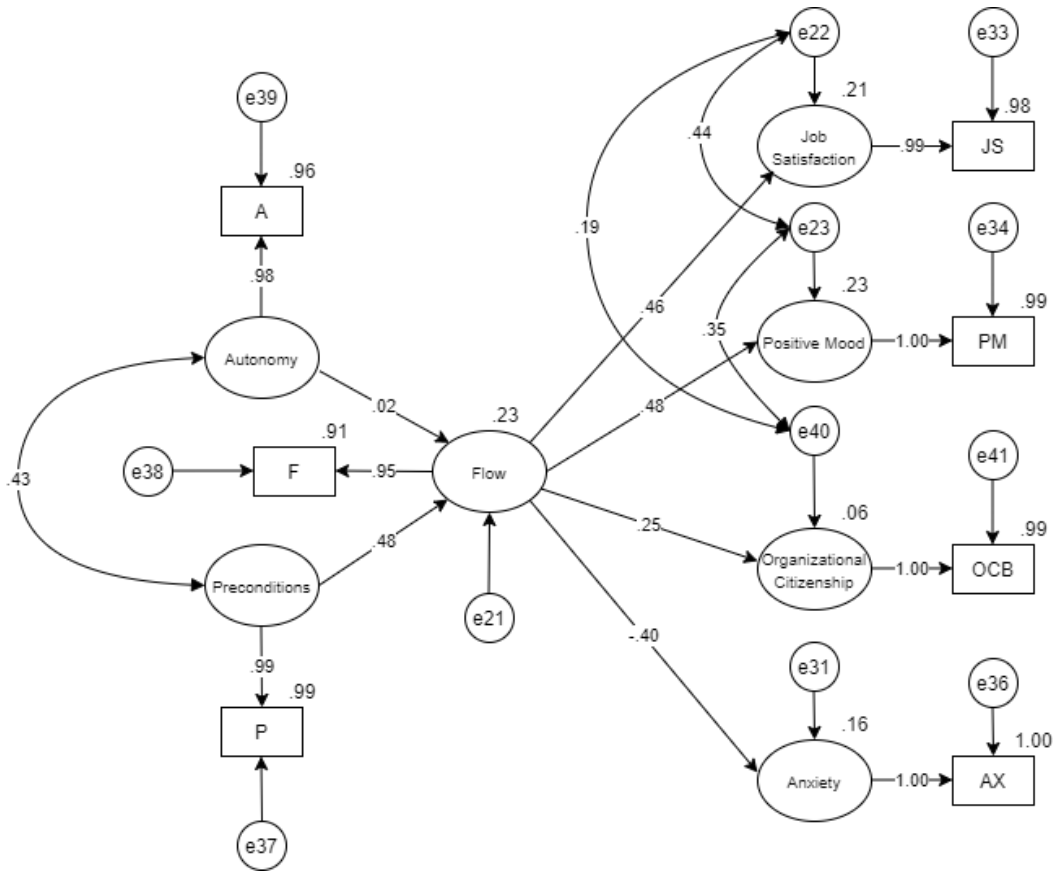 e22
e33
.21
.98
Job
Satisfaction
.99
JS
e39
.96
A
.98
.44
.19
e23
e34
.23
.99
Positive Mood
1.00
PM
.46
.35
Autonomy
.02
.48
.23
.91
e38
F
.95
Flow
e40
e41
.43
.48
.25
.06
.99
Organizational
Citizenship
1.00
OCB
Preconditions
e21
-.40
.99
.99
P
e37
e31
e36
.16
1.00
Anxiety
1.00
AX